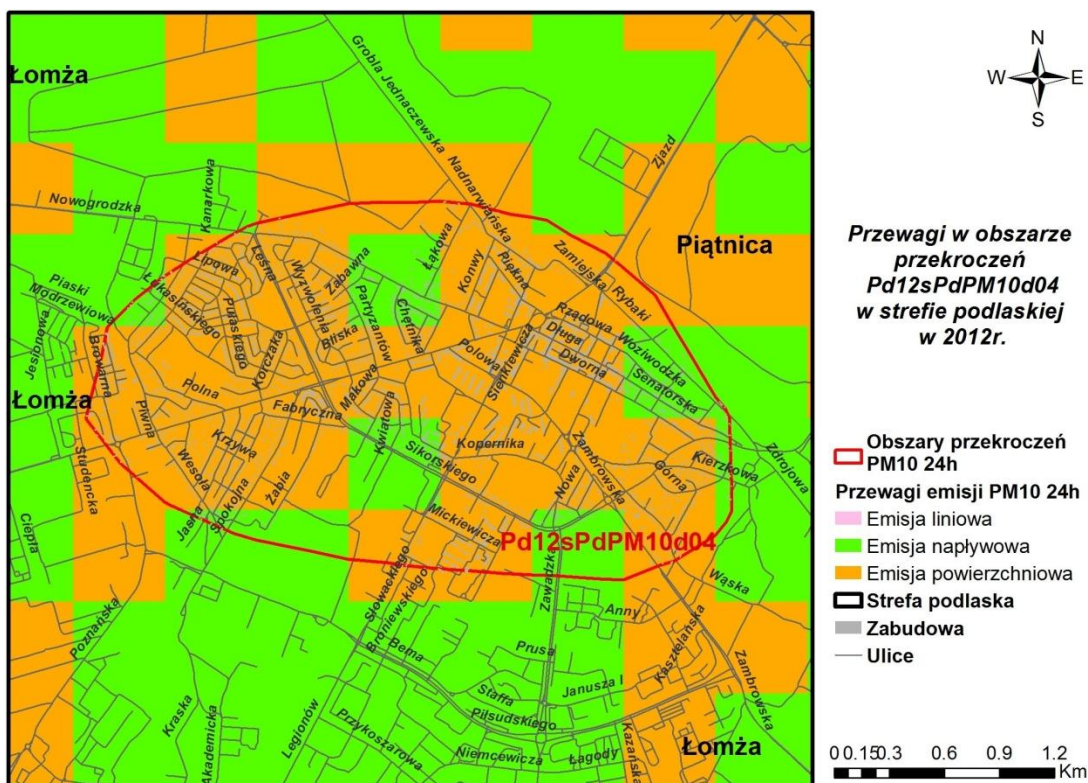 Łomża
Grobla Jednaczewska
Nadnarwiańska
Zjazd
Kanarkowa
Nowogrodzka
Piątnica
Łąkowa
Konwy
Piękna
Zamiejska
Rybaki
Lipowa
Leśna
Wyzwolenia
Zabawna
Piaski
Modrzewiowa
Łukasińskiego
Pułaskiego
Partyzantów
Chętnika
Bliska
Rządowa
Woziwodzka
Długa
Dworna
Senatorska
Jesionowa
Browarna
Korczaka
Polowa
Sienkiewicza
Łomża
Polna
Makowa
Fabryczna
Piwna
Kwiatowa
Krzywa
Kopernika
Sikorskiego
Zambrowska
Górna
Kierzkowa
Zdrojowa
Studencka
Wesoła
Żabia
Nowa
Spokolna
Jasna
Mickiewicza
Pd12sPdPM10d04
Ciepła
Słowackiego
Broniewskiego
Zawadzka
Wąska
Anny
Poznańska
Bema
Prusa
Kasztelańska
Zambrowska
Janusza I
Staffa
Piłsudskiego
Kraska
Akademicka
Legionów
Przykoszarowa
Niemcewicza
Łagody
Kazańska
Łomża
N
W
E
S
Przewagi w obszarze
przekroczeń
Pd12sPdPM10d04
w strefie podlaskiej
w 2012r.
Obszary przekroczeń
PM10 24h
Przewagi emisji PM10 24h
Emisja liniowa
Emisja napływowa
Emisja powierzchniowa
Strefa podlaska
Zabudowa
Ulice
0 0.15 0.3 0.6 0.9 1.2
Km